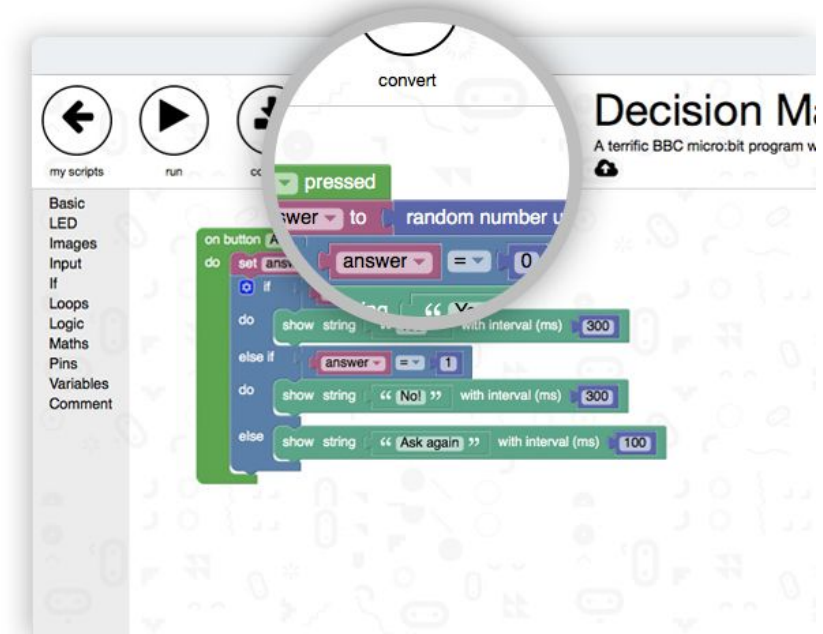 convert
Decision Ma
A terrific BBC micro:bit program w
my scripts
run
Basic
LED
Images
Input
If
Loops
Logic
Maths
Pins
Variables
Comment
pressed
swer to random number u
on button A
do set answ
if answer = 0
do show string “ with interval (ms) 300
else if answer = 1
do show string “ No! ” with interval (ms) 300
else show string “ Ask again ” with interval (ms) 100